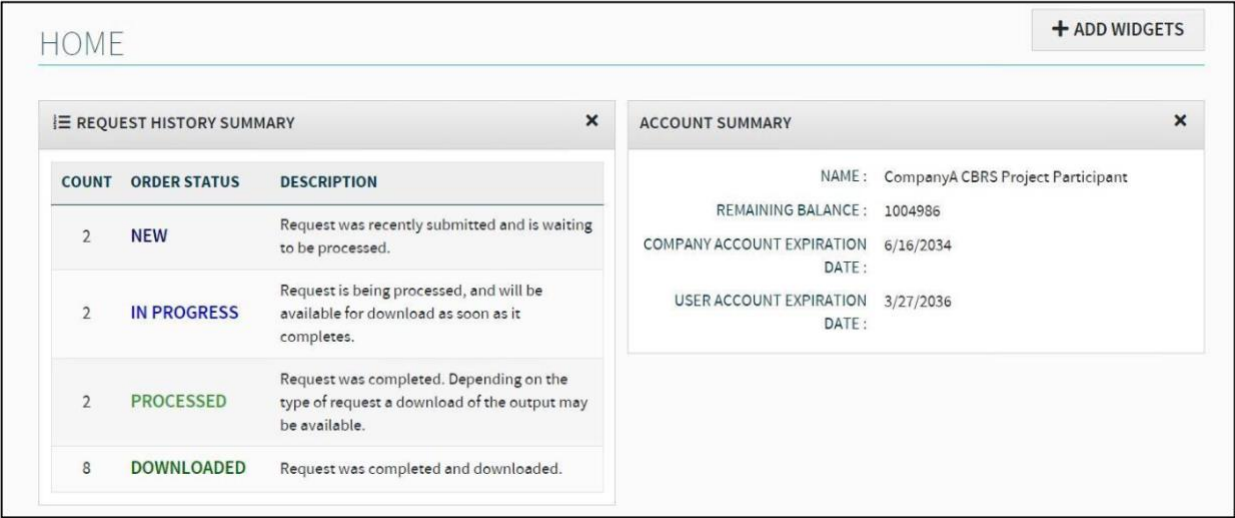 HOME
+ ADD WIDGETS
REQUEST HISTORY SUMMARY
COUNT ORDER STATUS DESCRIPTION
2 NEW Request was recently submitted and is waiting
to be processed.
2 IN PROGRESS Request is being processed, and will be
available for download as soon as it
completes.
2 PROCESSED Request was completed. Depending on the
type of request a download of the output may
be available.
8 DOWNLOADED Request was completed and downloaded.
ACCOUNT SUMMARY
NAME : CompanyA CBRS Project Participant
REMAINING BALANCE : 1004986
COMPANY ACCOUNT EXPIRATION 6/16/2034
DATE :
USER ACCOUNT EXPIRATION 3/27/2036
DATE :